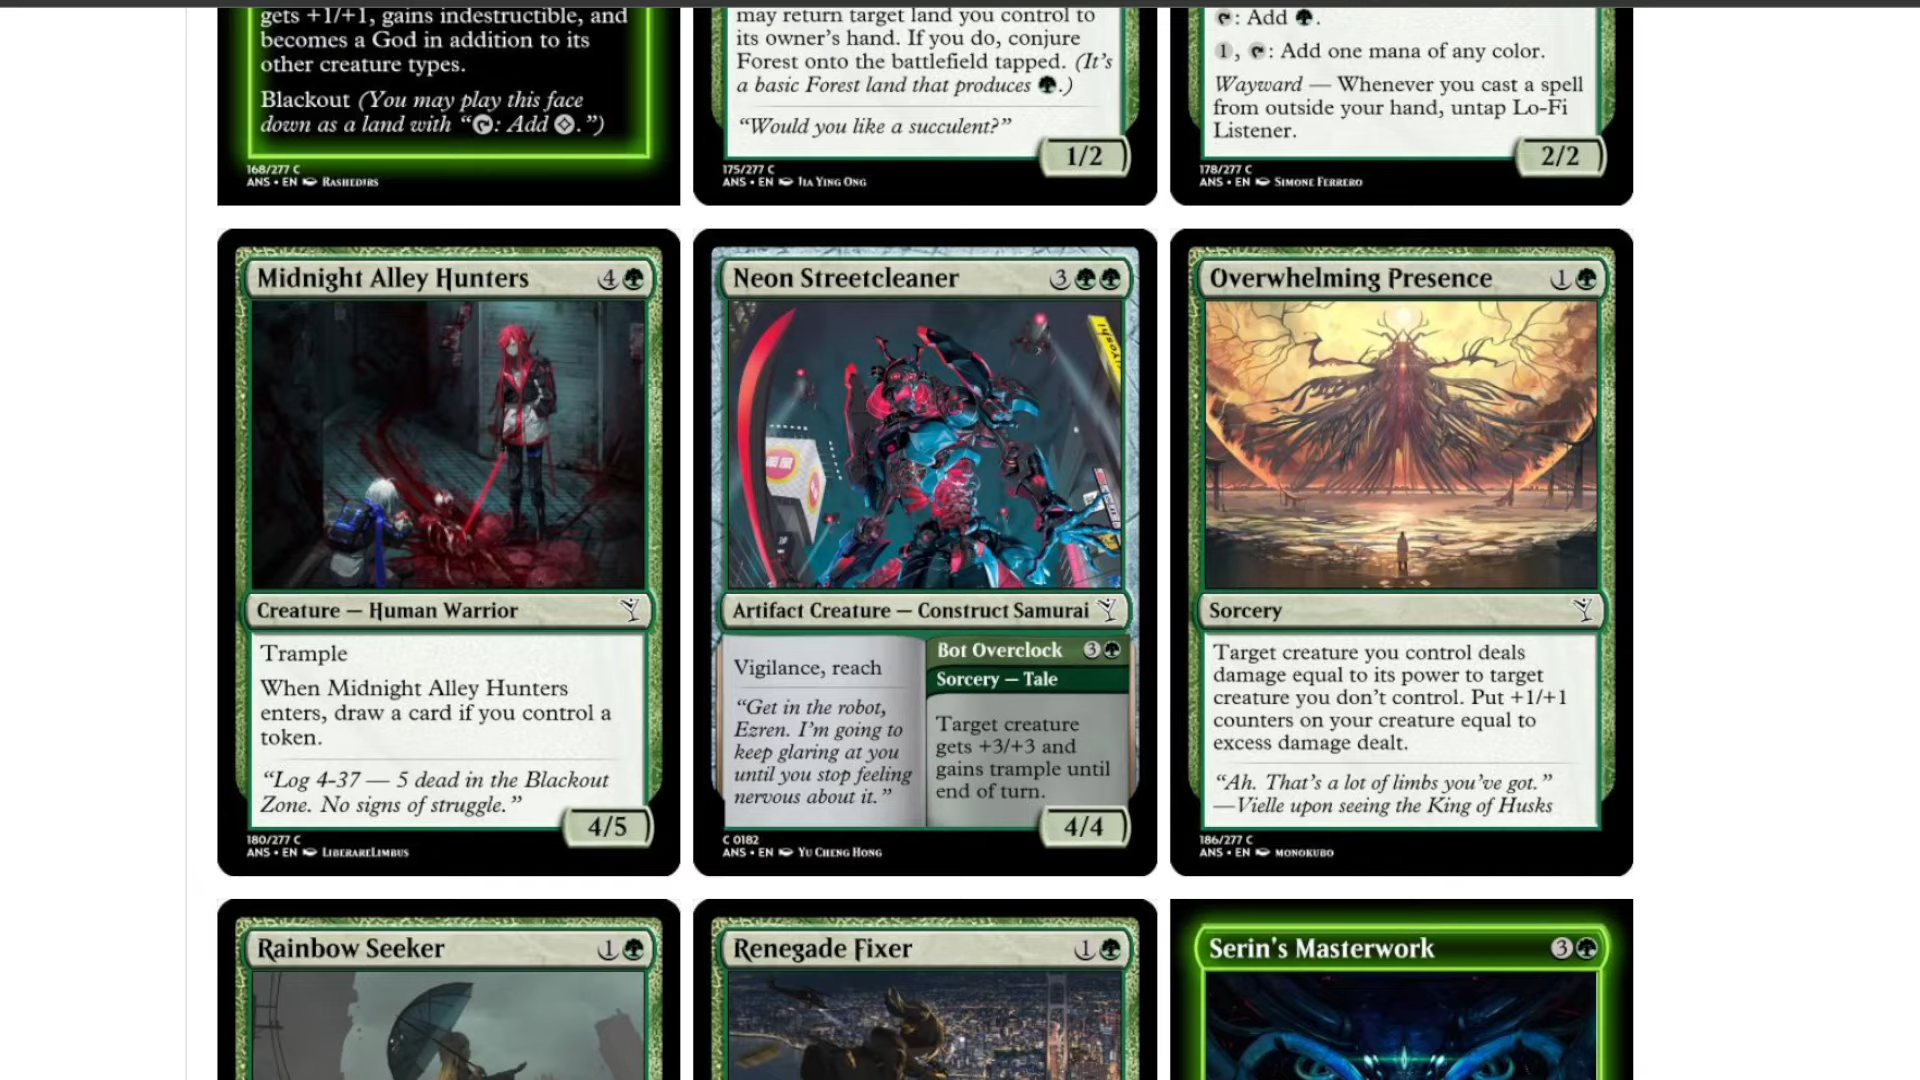 gets +1/+1, gains indestructible, and
becomes a God in addition to its
other creature types.
Blackout (You may play this face
down as a land with “: Add .”)
168/277 C
ANS • EN Rashedirs
may return target land you control to
its owner’s hand. If you do, conjure
Forest onto the battlefield tapped. (It’s
a basic Forest land that produces .)
“Would you like a succulent?”
1/2
175/277 C
ANS • EN Jia Ying Ong
: Add .
1, : Add one mana of any color.
Wayward — Whenever you cast a spell
from outside your hand, untap Lo-Fi
Listener.
2/2
178/277 C
ANS • EN Simone Ferrero
Midnight Alley Hunters 4
Creature — Human Warrior
Trample
When Midnight Alley Hunters
enters, draw a card if you control a
token.
“Log 4-37 — 5 dead in the Blackout
Zone. No signs of struggle.”
4/5
180/277 C
ANS • EN LiberareLimbus
Neon Streetcleaner 3
Artifact Creature — Construct Samurai
Vigilance, reach
“Get in the robot,
Ezren. I’m going to
keep glaring at you
until you stop feeling
nervous about it.”
Bot Overclock 3
Sorcery — Tale
Target creature
gets +3/+3 and
gains trample until
end of turn.
4/4
C 0182
ANS • EN Yu Cheng Hong
Overwhelming Presence 1
Sorcery
Target creature you control deals
damage equal to its power to target
creature you don’t control. Put +1/+1
counters on your creature equal to
excess damage dealt.
“Ah. That’s a lot of limbs you’ve got.”
—Vielle upon seeing the King of Husks
186/277 C
ANS • EN monokubo
Rainbow Seeker 1
Renegade Fixer 1
Serin’s Masterwork 3